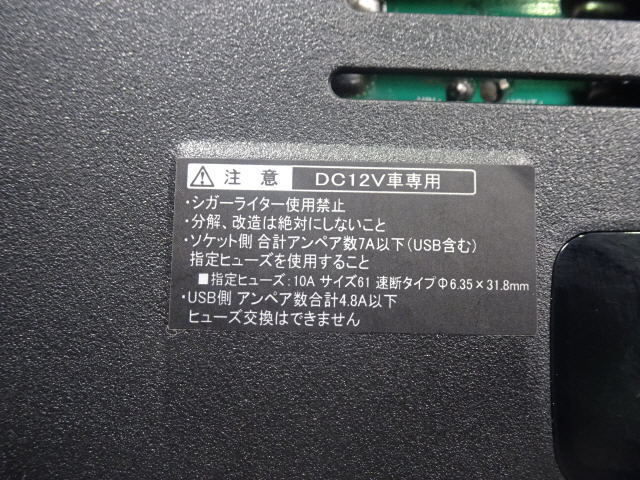 注 意 DC12V車専用
・シガーライター使用禁止
・分解、改造は絶対にしないこと
・ソケット側 合計アンペア数7A以下(USB含む)
指定ヒューズを使用すること
■指定ヒューズ:10A サイズ61 速断タイプΦ6.35×31.8mm
・USB側 アンペア数合計4.8A以下
ヒューズ交換はできません